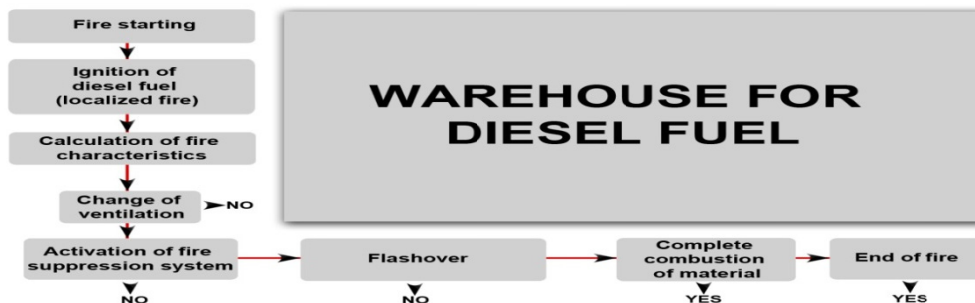 Fire starting
Ignition of
diesel fuel
(localized fire)
Calculation of fire
characteristics
Change of
ventilation
NO
WAREHOUSE FOR
DIESEL FUEL
Activation of fire
suppression system
NO
Flashover
NO
Complete
combustion
of material
YES
End of fire
YES